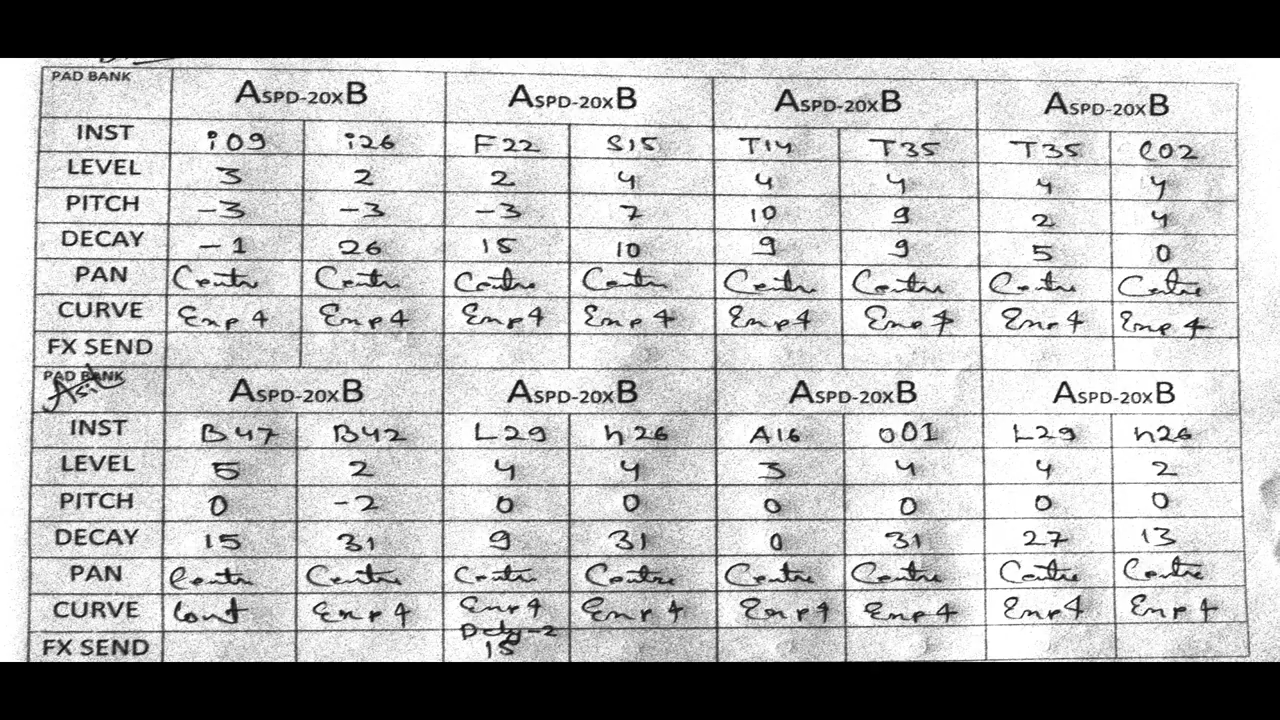 PAD BANK ASPD-20XB ASPD-20XB ASPD-20XB ASPD-20XB
INST i09 i26 F22 S15 T14 T35 T35 C02
LEVEL 3 2 2 4 4 4 4 4
PITCH -3 -3 -3 7 10 9 2 4
DECAY -1 26 15 10 9 9 5 0
PAN Centre Centre Centre Centre Centre Centre Centre Centre
CURVE Exp 4 Exp 4 Exp 4 Exp 4 Exp 4 Exp 4 Exp 4 Exp 4
FX SEND
PAD BANK ASPD-20XB ASPD-20XB ASPD-20XB ASPD-20XB
INST B47 B42 L29 h26 A16 001 L29 h26
LEVEL 5 2 4 4 3 4 4 2
PITCH 0 -2 0 0 0 0 0 0
DECAY 15 31 9 31 0 31 27 13
PAN Centre Centre Centre Centre Centre Centre Centre Centre
CURVE Exp 4 Exp 4 Exp 4 Exp 4 Exp 4 Exp 4 Exp 4
FX SEND 15